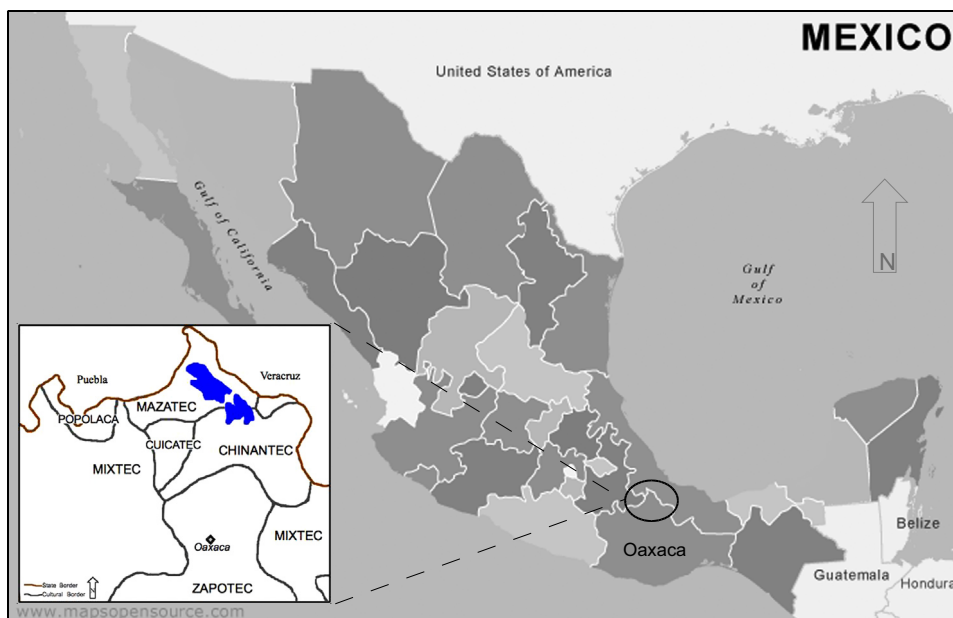 MEXICO
United States of America
Gulf of California
Gulf
of
Mexico
N
Puebla
Veracruz
POPOLACA
MAZATEC
CUICATEC
CHINANTEC
MIXTEC
MIXTEC
Oaxaca
ZAPOTEC
State Border
Cultural Border
N
Oaxaca
Belize
Guatemala
Hondura
www.mapsopensource.com